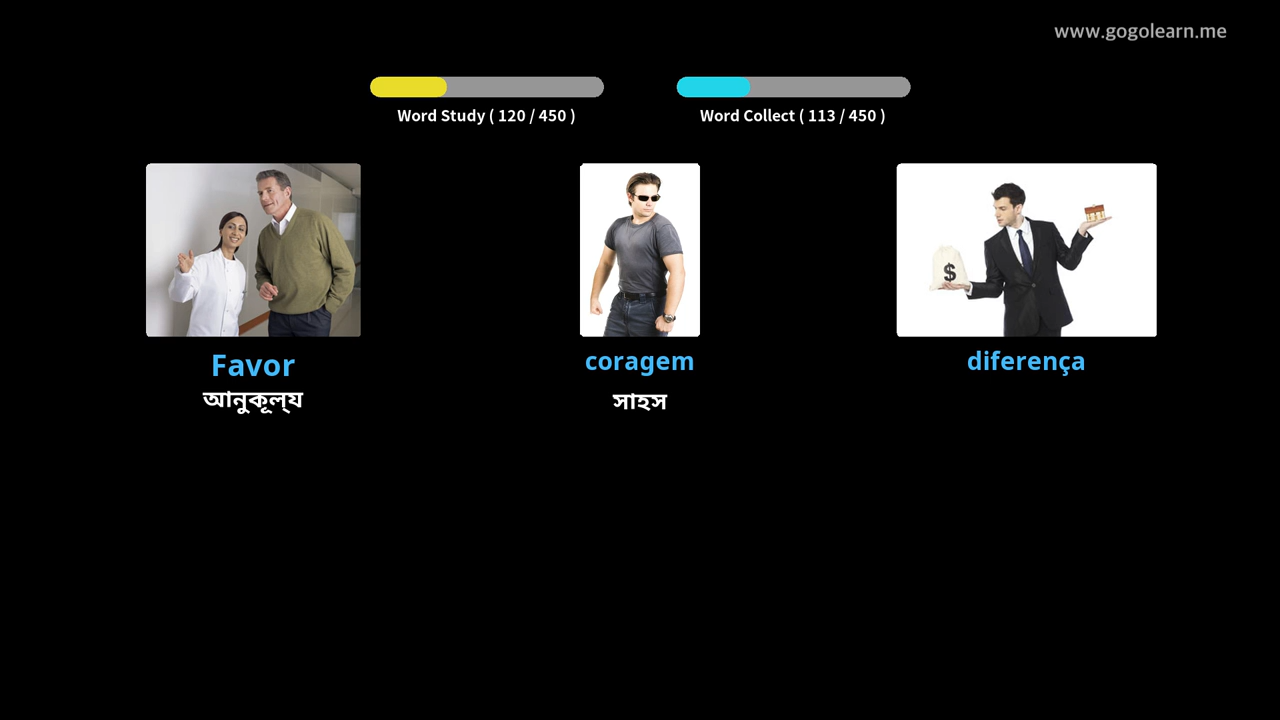 www.gogolearn.me
Word Study ( 120 / 450 )
Word Collect ( 113 / 450 )
$
Favor
coragem
diferença
আনুকূল্য
সাহস